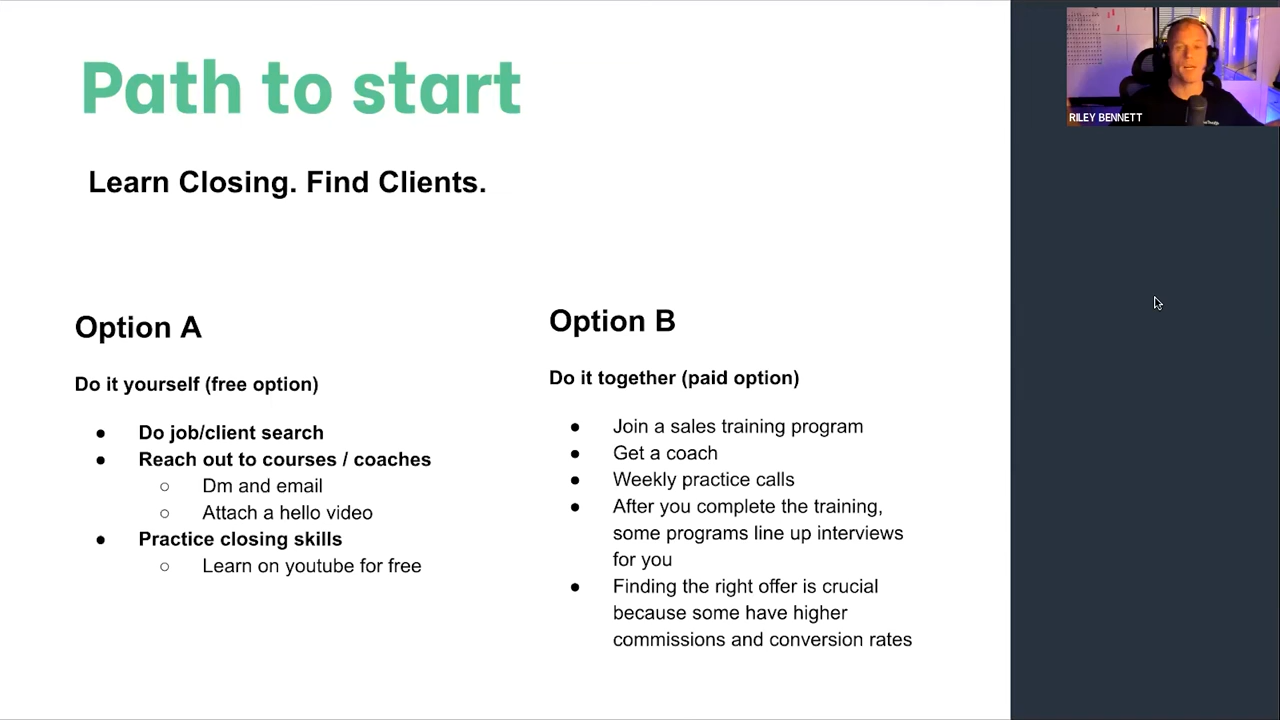 Path to start
Learn Closing. Find Clients.
Option A
Do it yourself (free option)
● Do job/client search
● Reach out to courses / coaches
○ Dm and email
○ Attach a hello video
● Practice closing skills
○ Learn on youtube for free
Option B
Do it together (paid option)
● Join a sales training program
● Get a coach
● Weekly practice calls
● After you complete the training,
some programs line up interviews
for you
● Finding the right offer is crucial
because some have higher
commissions and conversion rates
RILEY BENNETT